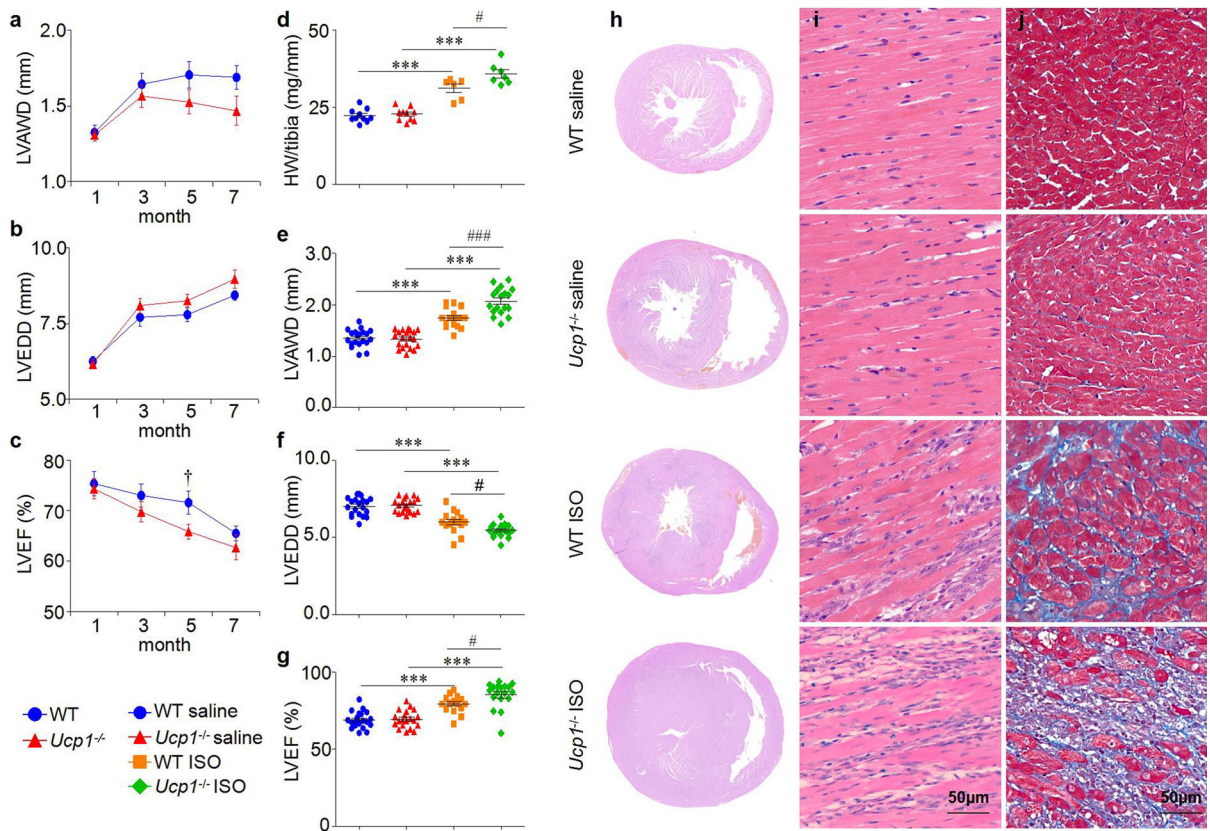 a
LVAWD (mm)
2.0
1.5
1.0
1 3 5 7
month
b
LVEDD (mm)
10.0
7.5
5.0
1 3 5 7
month
c
LVEF (%)
80
70
60
50
†
1 3 5 7
month
WT
Ucp1-/-
WT saline
Ucp1-/- saline
WT ISO
Ucp1-/- ISO
d
HW/tibia (mg/mm)
50
25
0
#
***
***
e
LVAWD (mm)
3.0
2.0
1.0
0.0
###
***
***
f
LVEDD (mm)
10.0
5.0
0.0
***
***
#
g
LVEF (%)
100
50
0
#
***
***
h
WT saline
Ucp1-/- saline
WT ISO
Ucp1-/- ISO
i
50µm
j
50µm